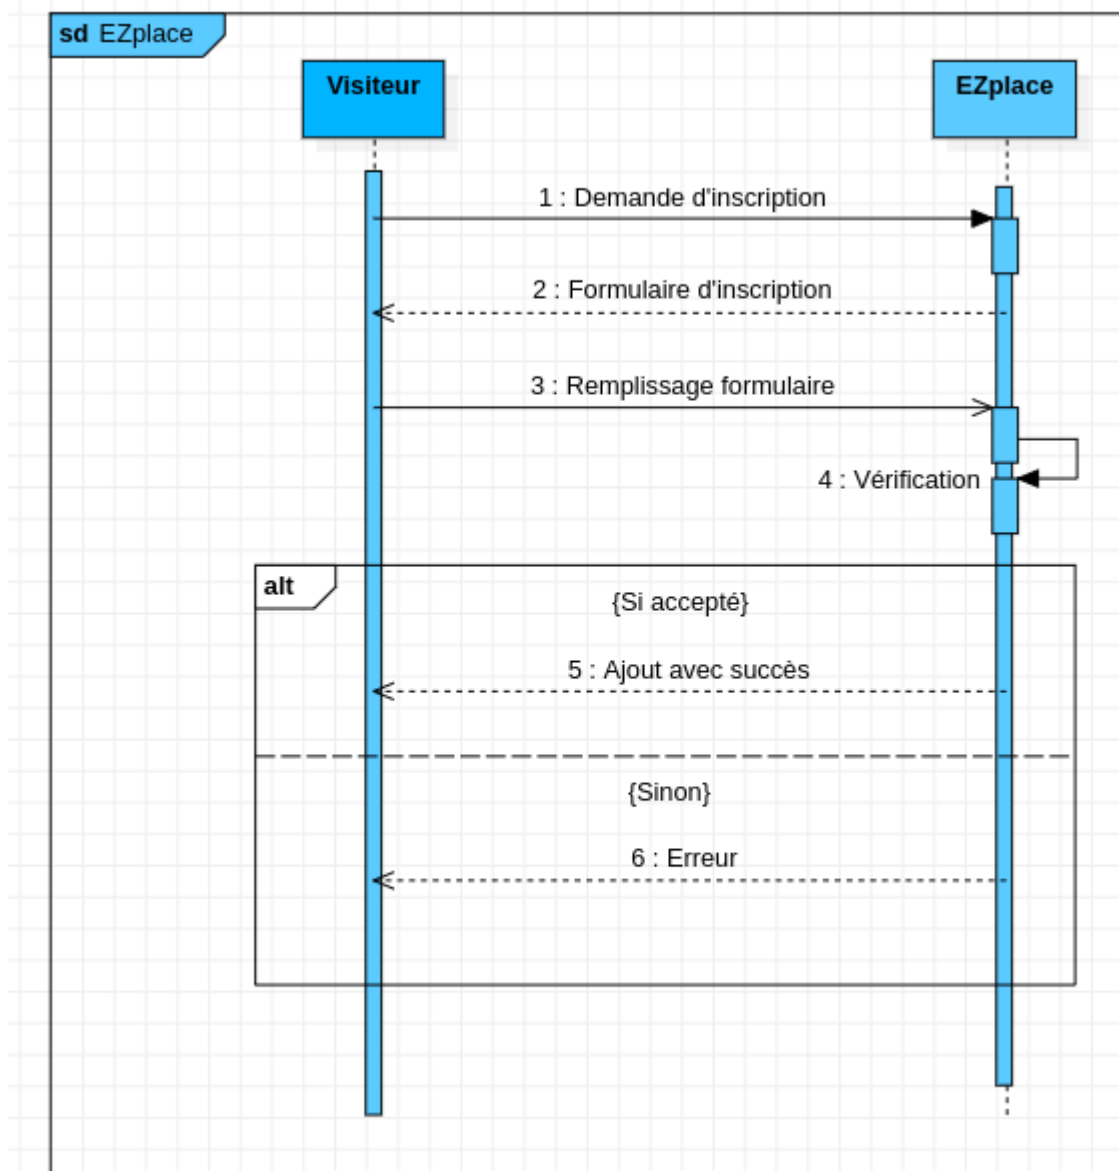 sd EZplace
Visiteur
EZplace
1 : Demande d'inscription
2 : Formulaire d'inscription
3 : Remplissage formulaire
4 : Vérification
alt
{Si accepté}
5 : Ajout avec succès
{Sinon}
6 : Erreur